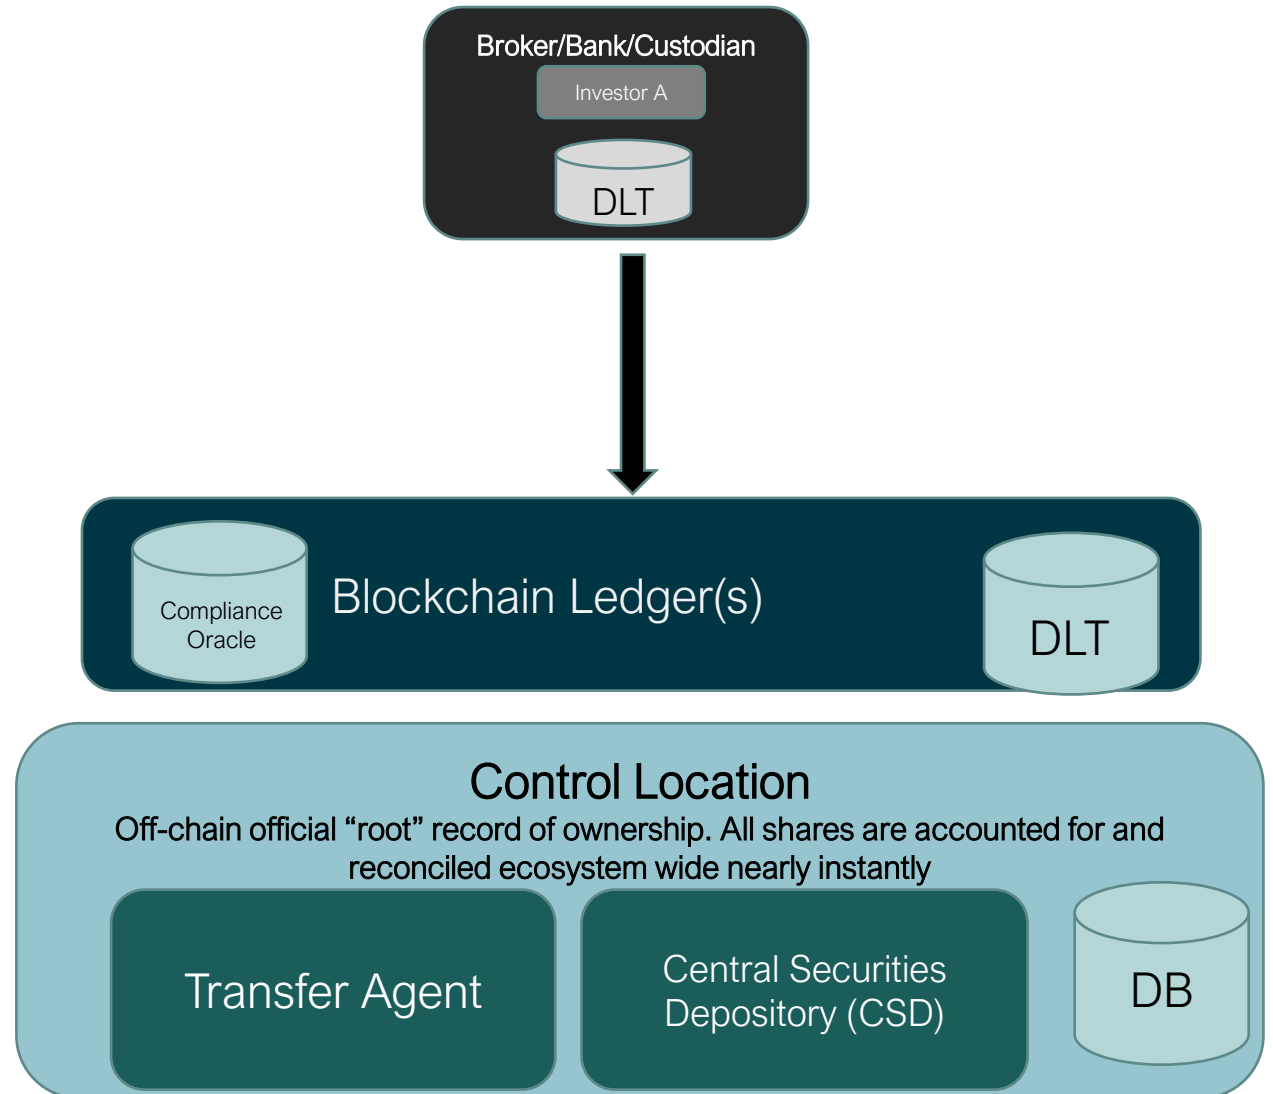 Broker/Bank/Custodian
Investor A
DLT
Compliance
Oracle
Blockchain Ledger(s)
DLT
Control Location
Off-chain official “root” record of ownership. All shares are accounted for and
reconciled ecosystem wide nearly instantly
Transfer Agent
Central Securities
Depository (CSD)
DB